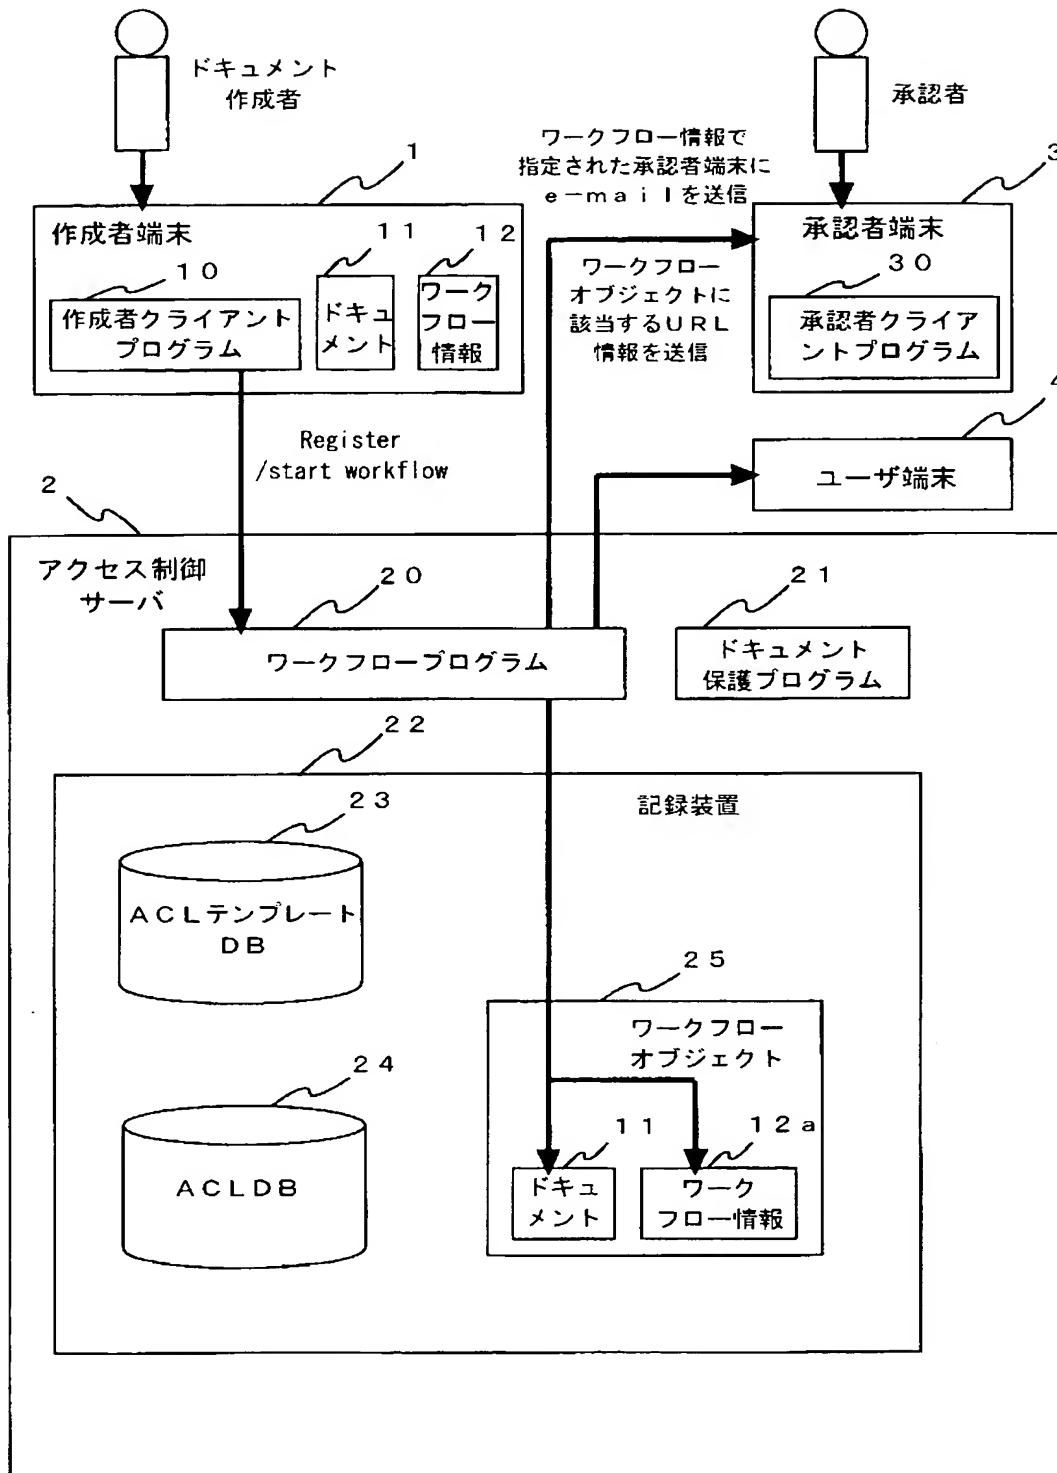 ドキュメント
作成者
承認者
ワークフロー情報で
指定された承認者端末に
e-mailを送信
1
3
作成者端末
10
11
12
作成者クライアント
プログラム
ドキュ
メント
ワーク
フロー
情報
ワークフロー
オブジェクトに
該当するURL
情報を送信
承認者端末
30
承認者クライア
ントプログラム
4
ユーザ端末
Register
/start workflow
2
アクセス制御
サーバ
20
ワークフロープログラム
21
ドキュメント
保護プログラム
22
記録装置
23
ACLテンプレート
DB
24
ACLDB
25
ワークフロー
オブジェクト
11
ドキュ
メント
12a
ワーク
フロー情報